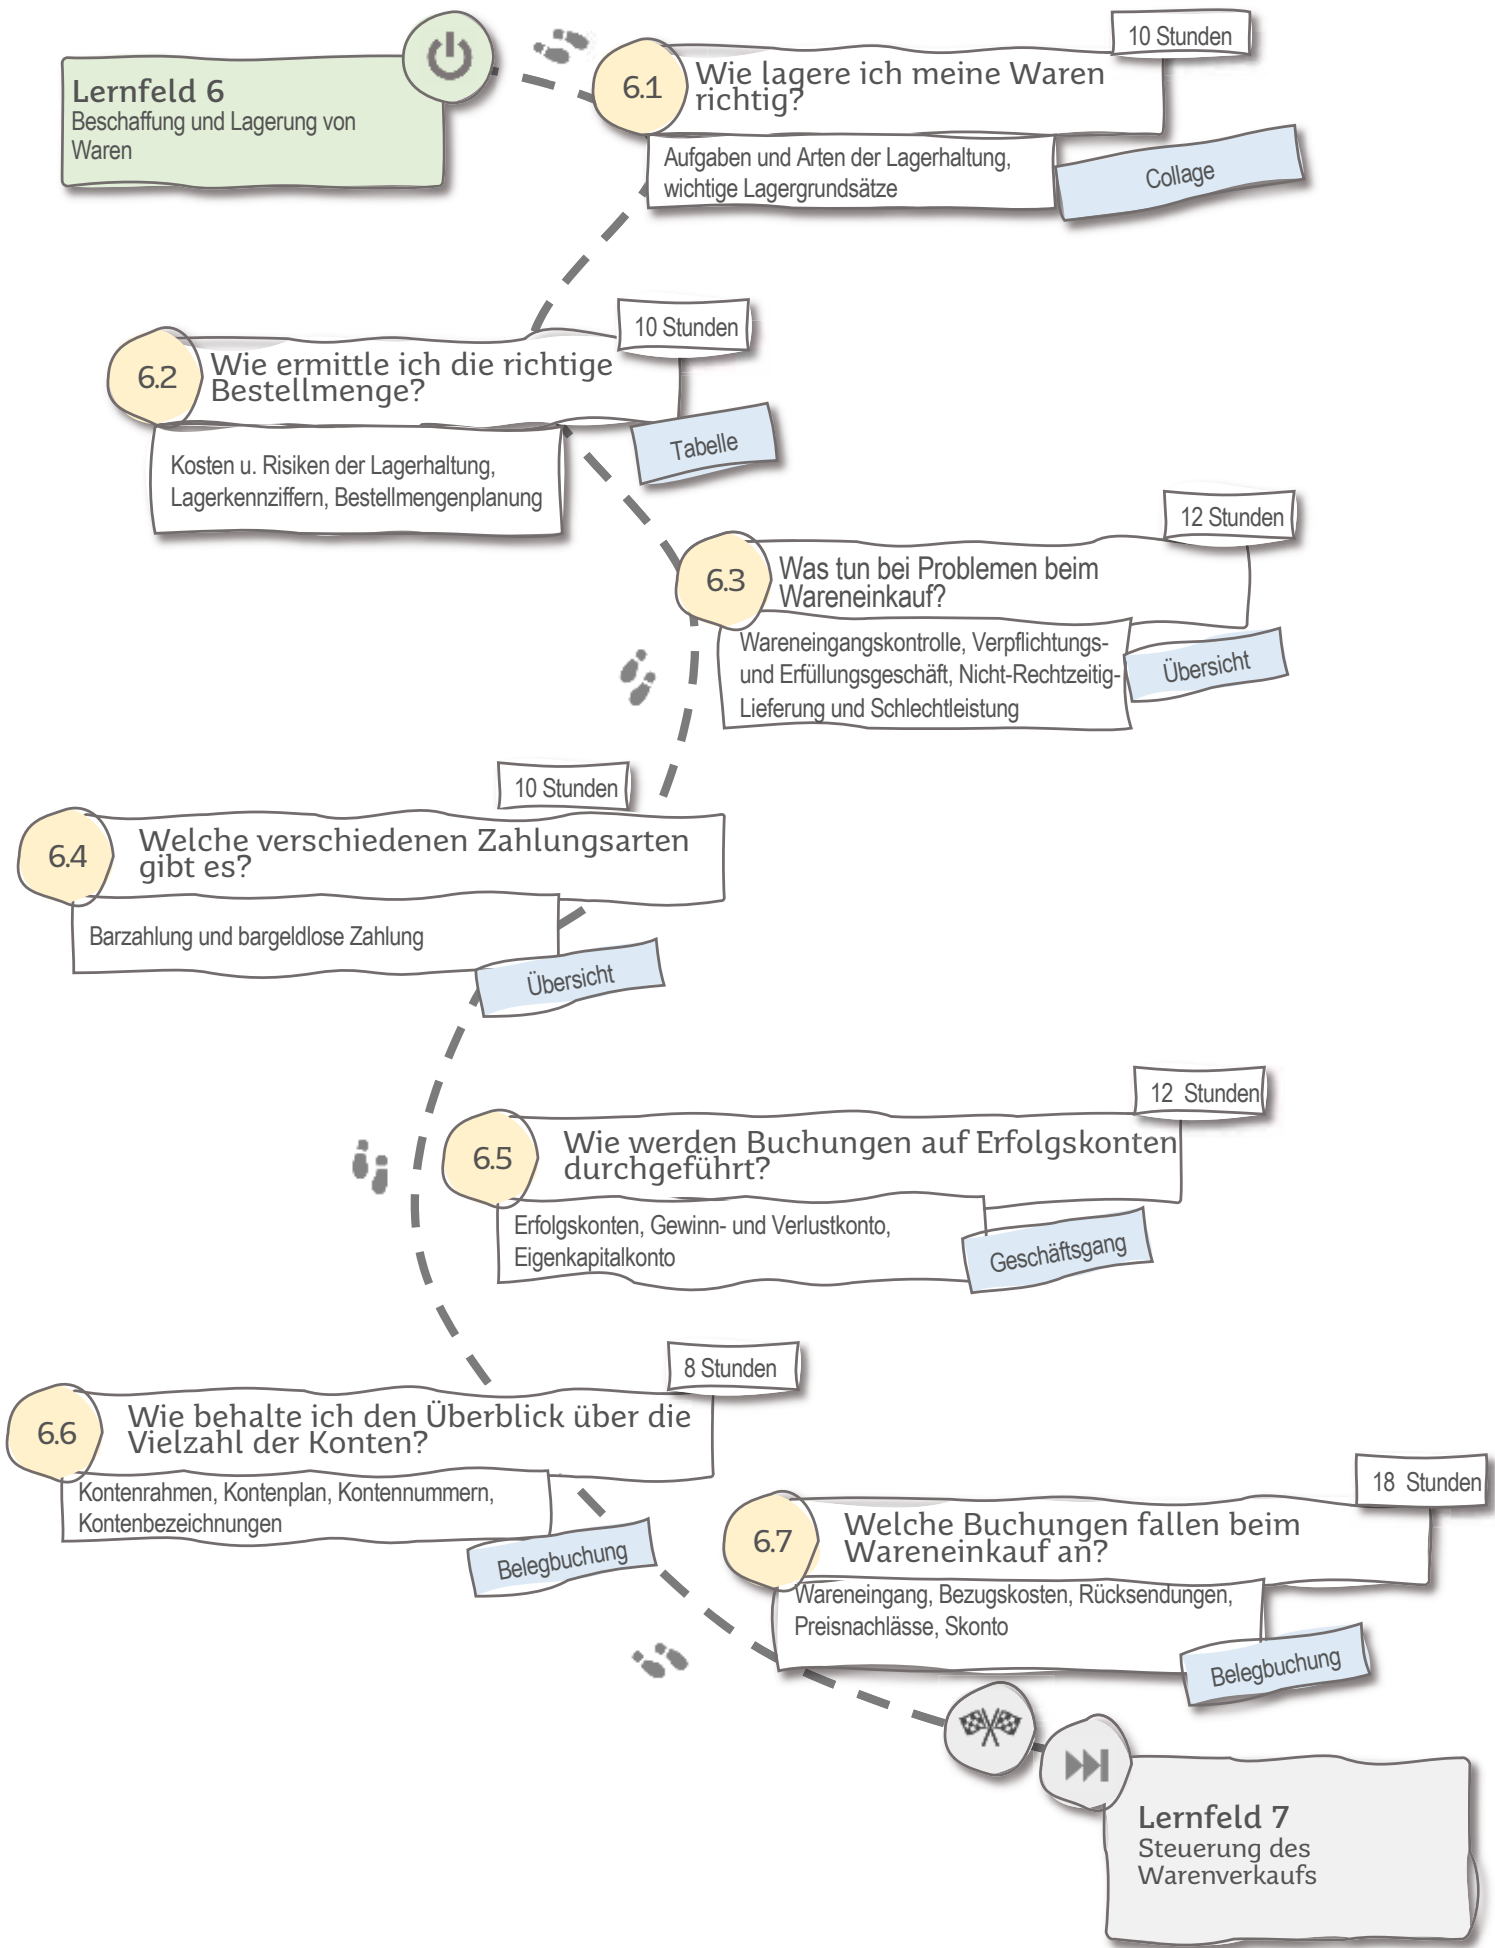 Lernfeld 6
Beschaffung und Lagerung von
Waren
10 Stunden
6.1
Wie lagere ich meine Waren
richtig?
Aufgaben und Arten der Lagerhaltung,
wichtige Lagergrundsätze
Collage
10 Stunden
6.2
Wie ermittle ich die richtige
Bestellmenge?
Kosten u. Risiken der Lagerhaltung,
Lagerkennziffern, Bestellmengenplanung
Tabelle
12 Stunden
6.3
Was tun bei Problemen beim
Wareneinkauf?
Wareneingangskontrolle, Verpflichtungs-
und Erfüllungsgeschäft, Nicht-Rechtzeitig-
Lieferung und Schlechtleistung
Übersicht
10 Stunden
6.4
Welche verschiedenen Zahlungsarten
gibt es?
Barzahlung und bargeldlose Zahlung
Übersicht
12 Stunden
6.5
Wie werden Buchungen auf Erfolgskonten
durchgeführt?
Erfolgskonten, Gewinn- und Verlustkonto,
Eigenkapitalkonto
Geschäftsgang
8 Stunden
6.6
Wie behalte ich den Überblick über die
Vielzahl der Konten?
Kontenrahmen, Kontenplan, Kontennummern,
Kontenbezeichnungen
Belegbuchung
18 Stunden
6.7
Welche Buchungen fallen beim
Wareneinkauf an?
Wareneingang, Bezugskosten, Rücksendungen,
Preisnachlässe, Skonto
Belegbuchung
Lernfeld 7
Steuerung des
Warenverkaufs